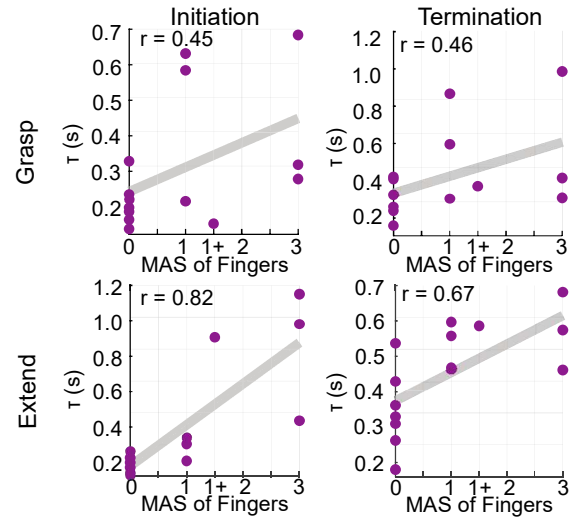 Initiation
Termination
Grasp
τ (s)
0.7
0.6
0.5
0.4
0.3
0.2
r = 0.45
0 1 1+ 2 3
MAS of Fingers
τ (s)
1.2
1.0
0.8
0.6
0.4
0.2
r = 0.46
0 1 1+ 2 3
MAS of Fingers
Extend
τ (s)
1.2
1.0
0.8
0.6
0.4
0.2
r = 0.82
0 1 1+ 2 3
MAS of Fingers
τ (s)
0.7
0.6
0.5
0.4
0.3
0.2
r = 0.67
0 1 1+ 2 3
MAS of Fingers